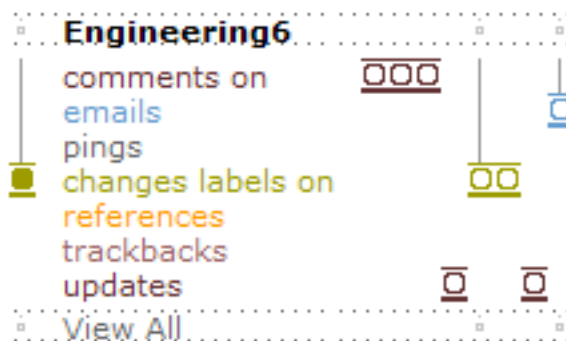 Engineering6
comments on
emails
pings
changes labels on
references
trackbacks
updates
View All